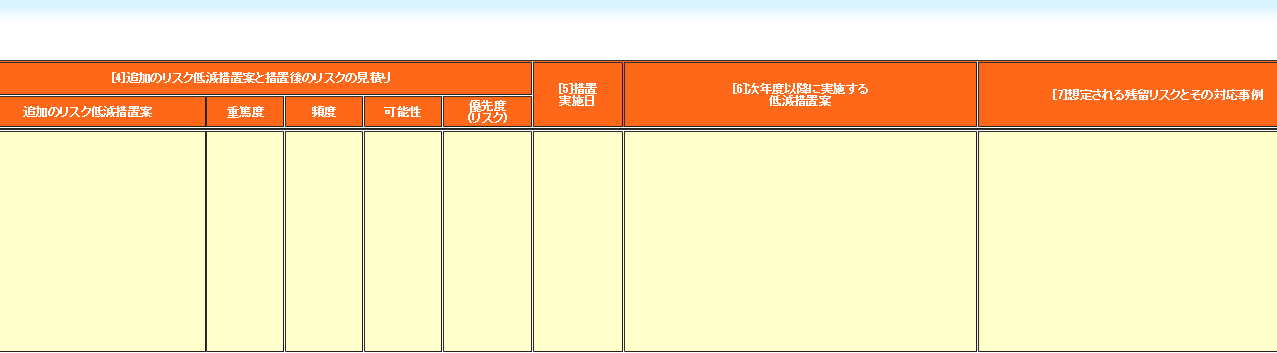 [4]追加のリスク低減措置案と措置後のリスクの見積り
[5]措置
実施日
[6]次年度以降に実施する
低減措置案
[7]想定される残留リスクとその対応事例
追加のリスク低減措置案
重篤度
頻度
可能性
優先度
(リスク)